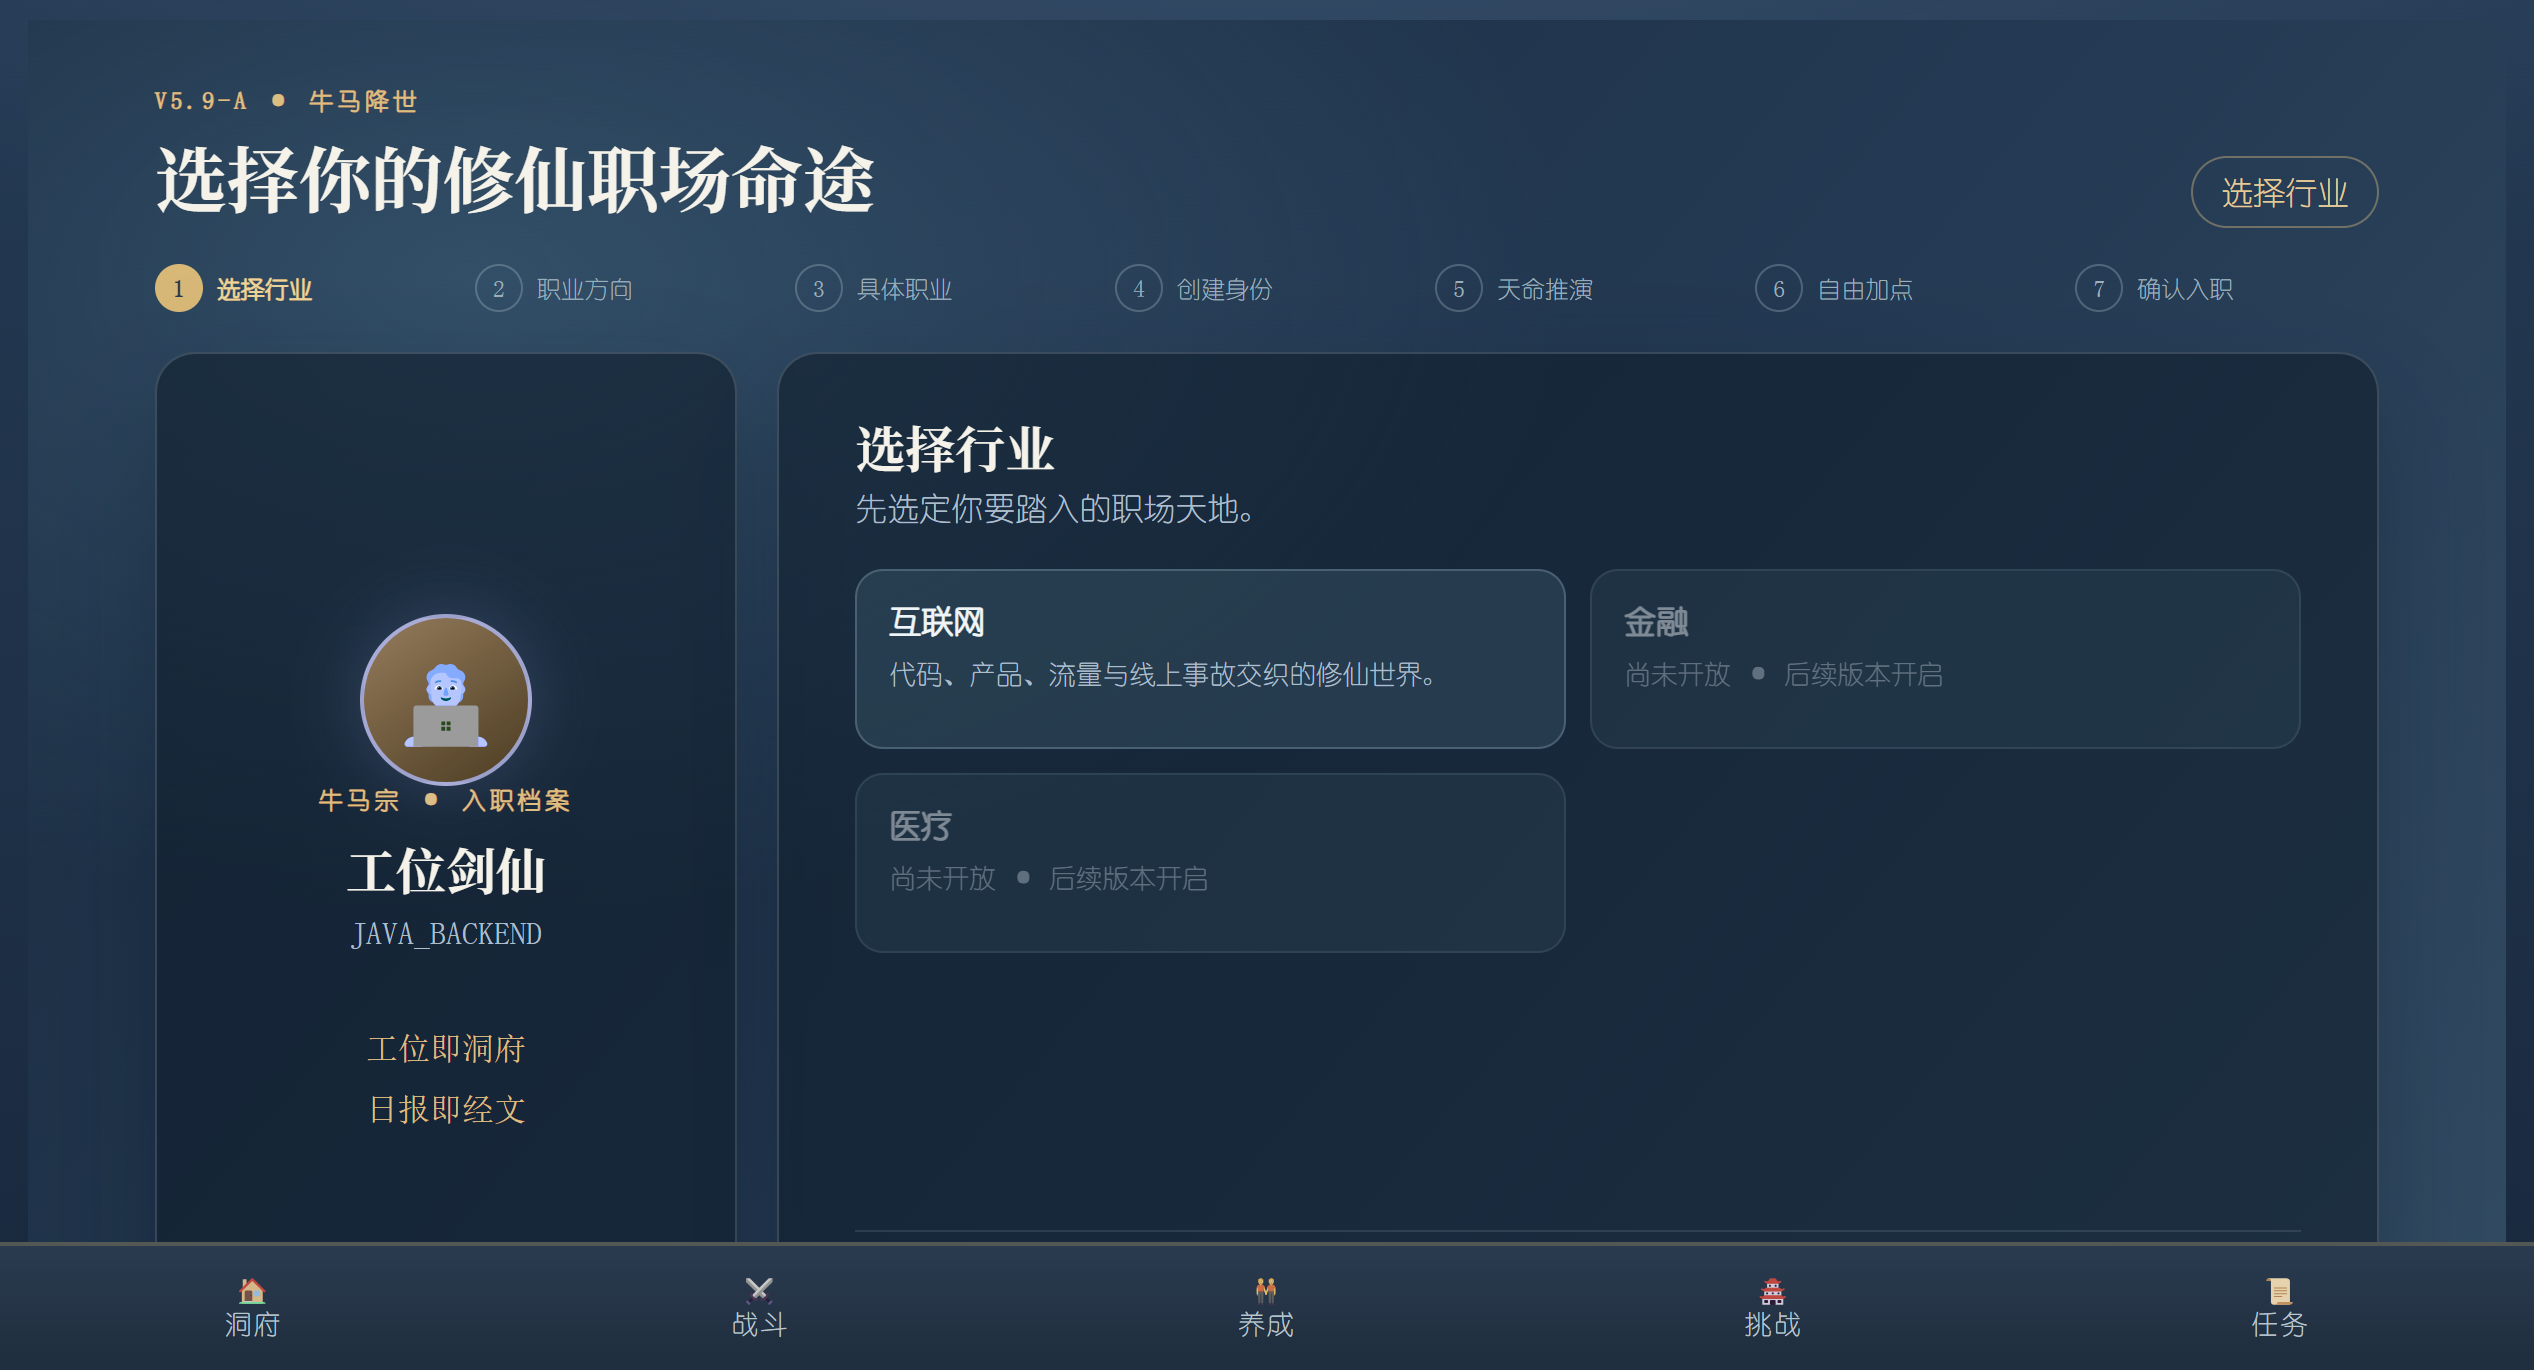 V5.9-A • 牛马降世
选择你的修仙职场命途
选择行业
1 选择行业
2 职业方向
3 具体职业
4 创建身份
5 天命推演
6 自由加点
7 确认入职
牛马宗 • 入职档案
工位剑仙
JAVA_BACKEND
工位即洞府
日报即经文
选择行业
先选定你要踏入的职场天地。
互联网
代码、产品、流量与线上事故交织的修仙世界。
金融
尚未开放 • 后续版本开启
医疗
尚未开放 • 后续版本开启
洞府
战斗
养成
挑战
任务